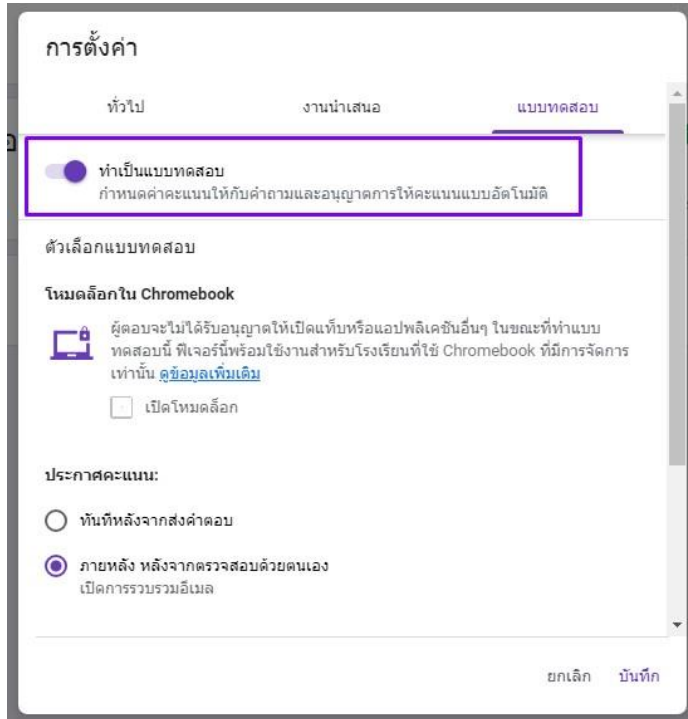 การตั้งค่า
ทั่วไป งานนำเสนอ แบบทดสอบ
ทำเป็นแบบทดสอบ
กำหนดค่าคะแนนให้กับคำถามและอนุญาตการให้คะแนนแบบอัตโนมัติ
ตัวเลือกแบบทดสอบ
โหมดล็อกใน Chromebook
ผู้ตอบจะไม่ได้รับอนุญาตให้เปิดแท็บหรือแอปพลิเคชันอื่นๆ ในขณะที่ทำแบบ
ทดสอบนี้ ฟีเจอร์นี้พร้อมใช้งานสำหรับโรงเรียนที่ใช้ Chromebook ที่มีการจัดการ
เท่านั้น ดูข้อมูลเพิ่มเติม
เปิดโหมดล็อก
ประกาศคะแนน:
ทันทีหลังจากส่งคำตอบ
ภายหลัง หลังจากตรวจสอบด้วยตนเอง
เปิดการรวบรวมอีเมล
ยกเลิก บันทึก